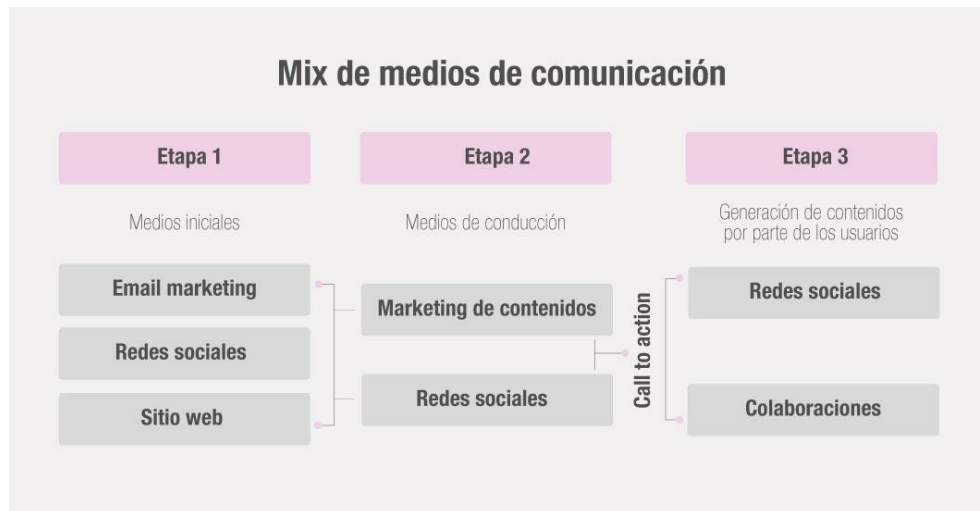 Mix de medios de comunicación
Etapa 1
Medios iniciales
Email marketing
Redes sociales
Sitio web
Etapa 2
Medios de conducción
Marketing de contenidos
Redes sociales
Call to action
Etapa 3
Generación de contenidos
por parte de los usuarios
Redes sociales
Colaboraciones